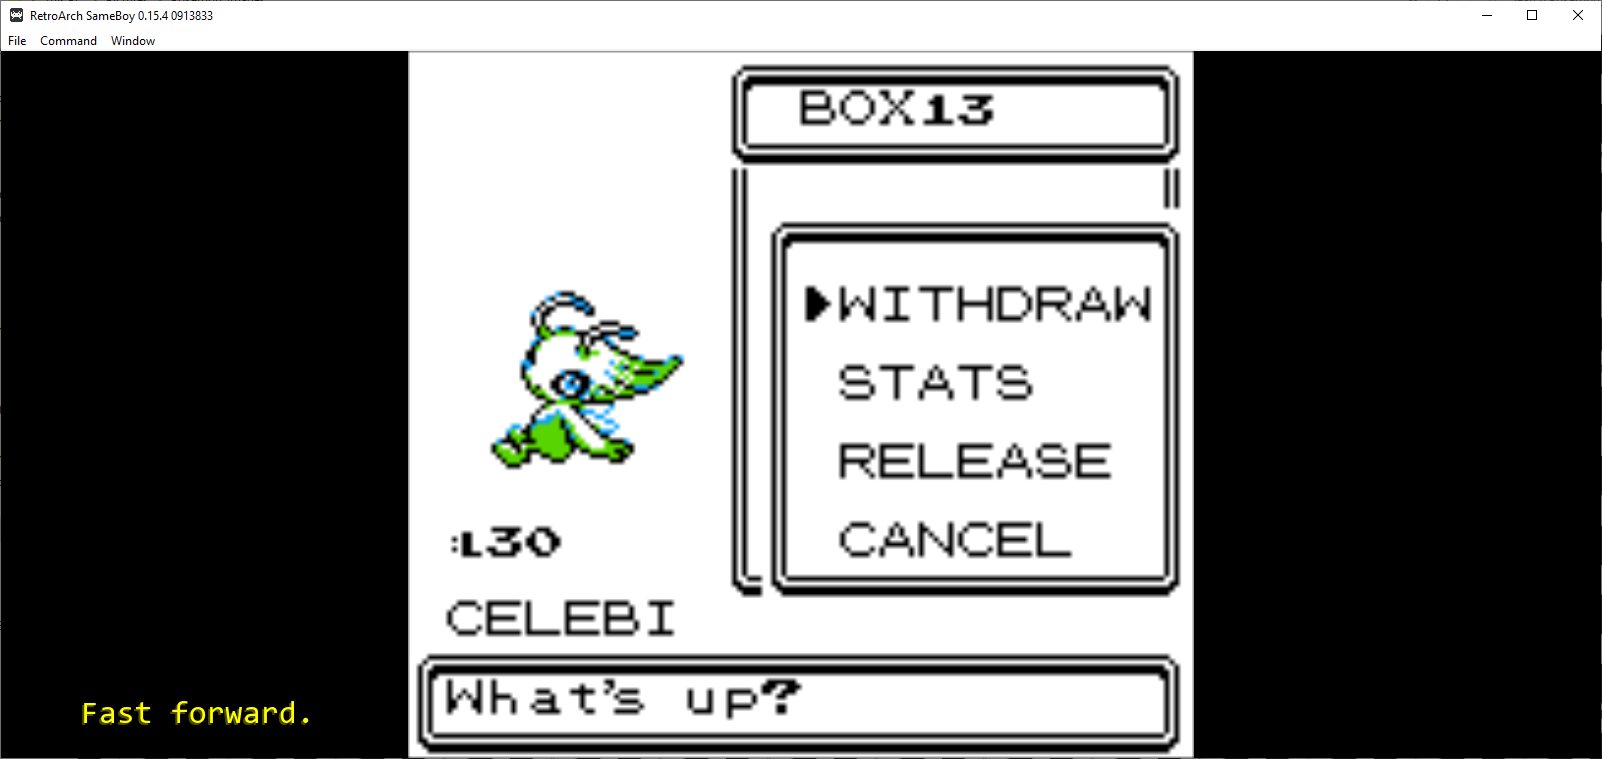 RetroArch SameBoy 0.15.4 0913833
File Command Window
BOX13
WITHDRAW
STATS
RELEASE
CANCEL
:L30
CELEBI
What's up?
Fast forward.